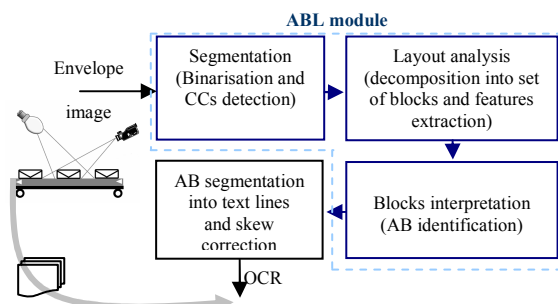 ABL module
Envelope
image
Segmentation
(Binarisation and
CCs detection)
Layout analysis
(decomposition into set
of blocks and features
extraction)
Blocks interpretation
(AB identification)
AB segmentation
into text lines
and skew
correction
OCR